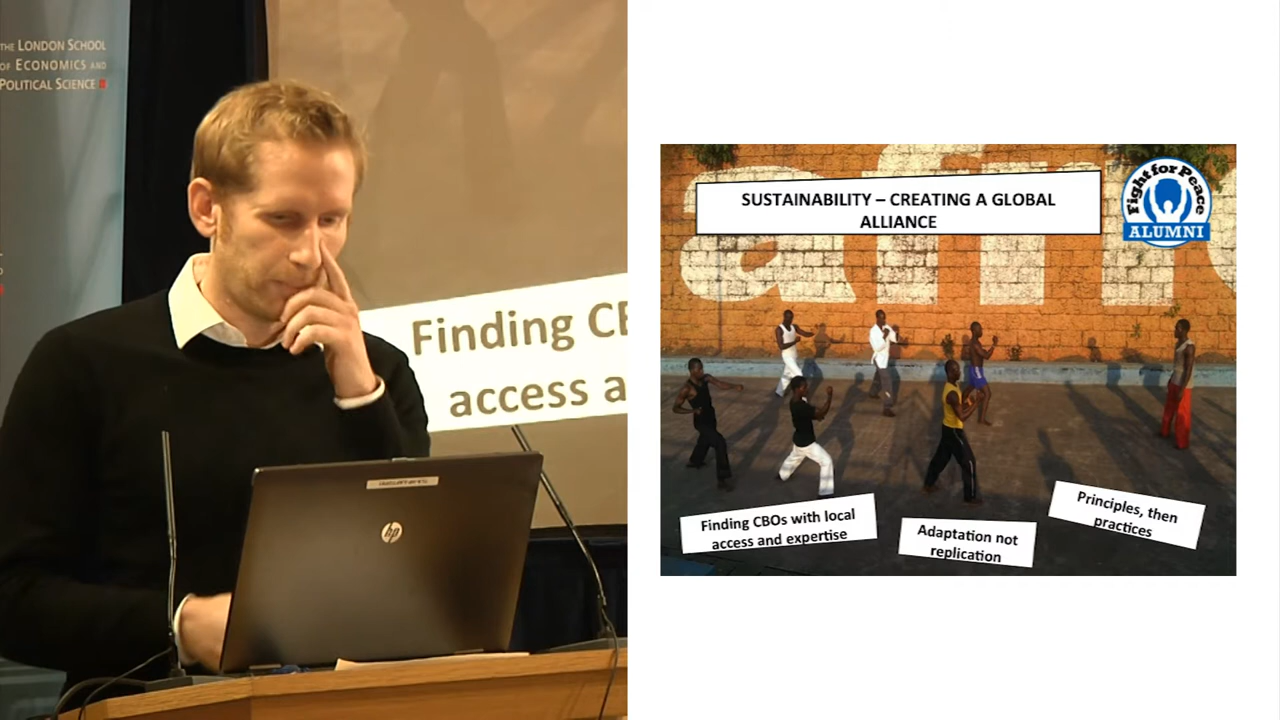 THE LONDON SCHOOL
OF ECONOMICS AND
POLITICAL SCIENCE
Finding CB
access a
hp
SUSTAINABILITY – CREATING A GLOBAL
ALLIANCE
Fight for Peace
ALUMNI
Finding CBOs with local
access and expertise
Adaptation not
replication
Principles, then
practices